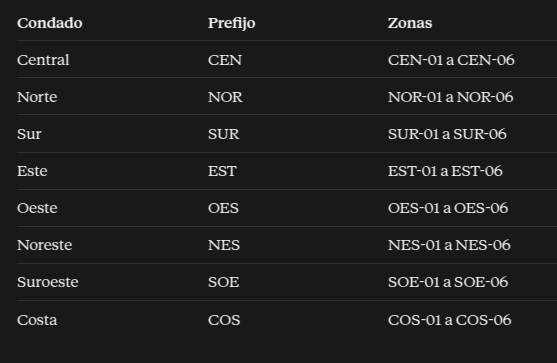 Condado Prefijo Zonas
Central CEN CEN-01 a CEN-06
Norte NOR NOR-01 a NOR-06
Sur SUR SUR-01 a SUR-06
Este EST EST-01 a EST-06
Oeste OES OES-01 a OES-06
Noreste NES NES-01 a NES-06
Suroeste SOE SOE-01 a SOE-06
Costa COS COS-01 a COS-06